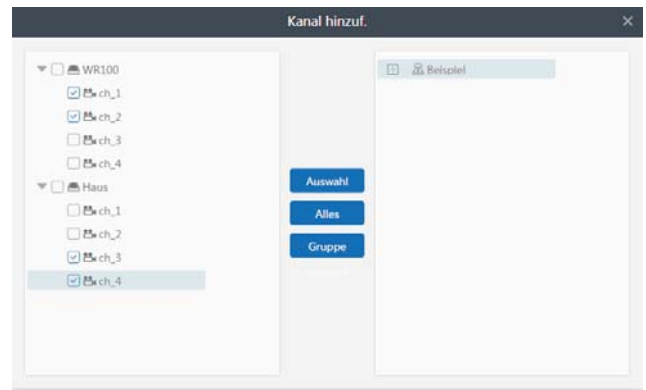 Kanal hinzuf.
WR100
ch_1
ch_2
ch_3
ch_4
Haus
ch_1
ch_2
ch_3
ch_4
Auswahl
Alles
Gruppe
Beispiel